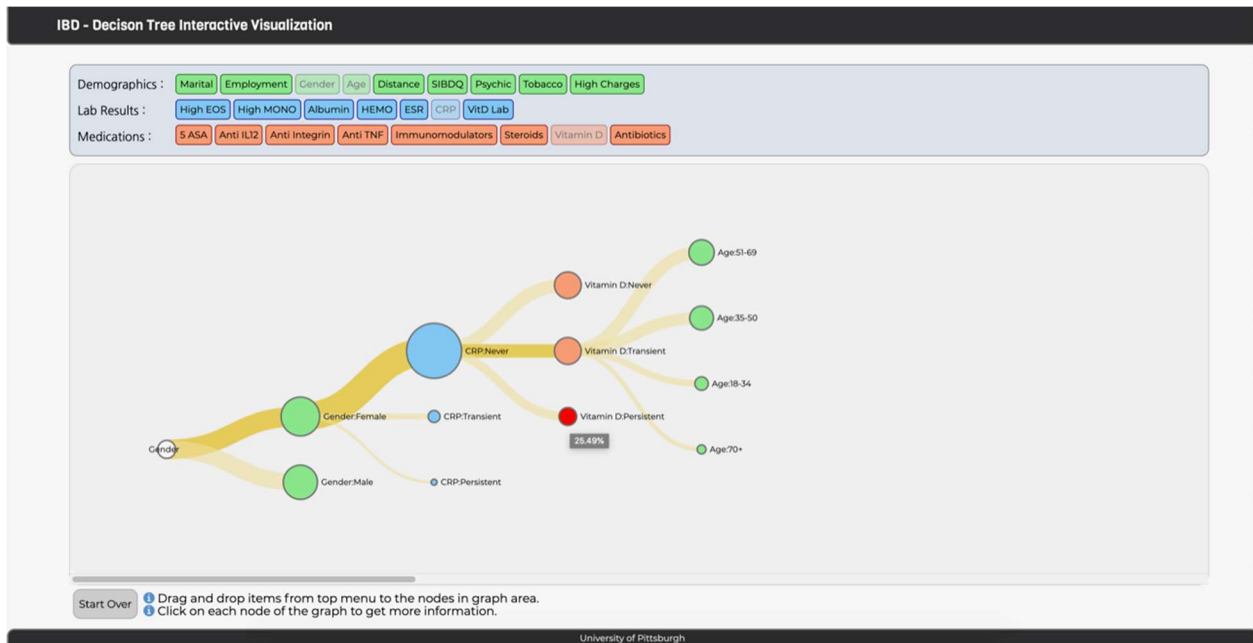 IBD - Decison Tree Interactive Visualization
Demographics : Marital Employment Gender Age Distance SIBDQ Psychic Tobacco High Charges
Lab Results : High EOS High MONO Albumin HEMO ESR CRP VitD Lab
Medications : 5 ASA Anti IL12 Anti Integrin Anti TNF Immunomodulators Steroids Vitamin D Antibiotics
Age:51-69
Vitamin D:Never
Age:35-50
CRP:Never
Vitamin D:Transient
Age:18-34
Gender:Female
CRP:Transient
Vitamin D:Persistent
25.49%
Gender
Age:70+
Gender:Male
CRP:Persistent
Start Over
Drag and drop items from top menu to the nodes in graph area.
Click on each node of the graph to get more information.
University of Pittsburgh